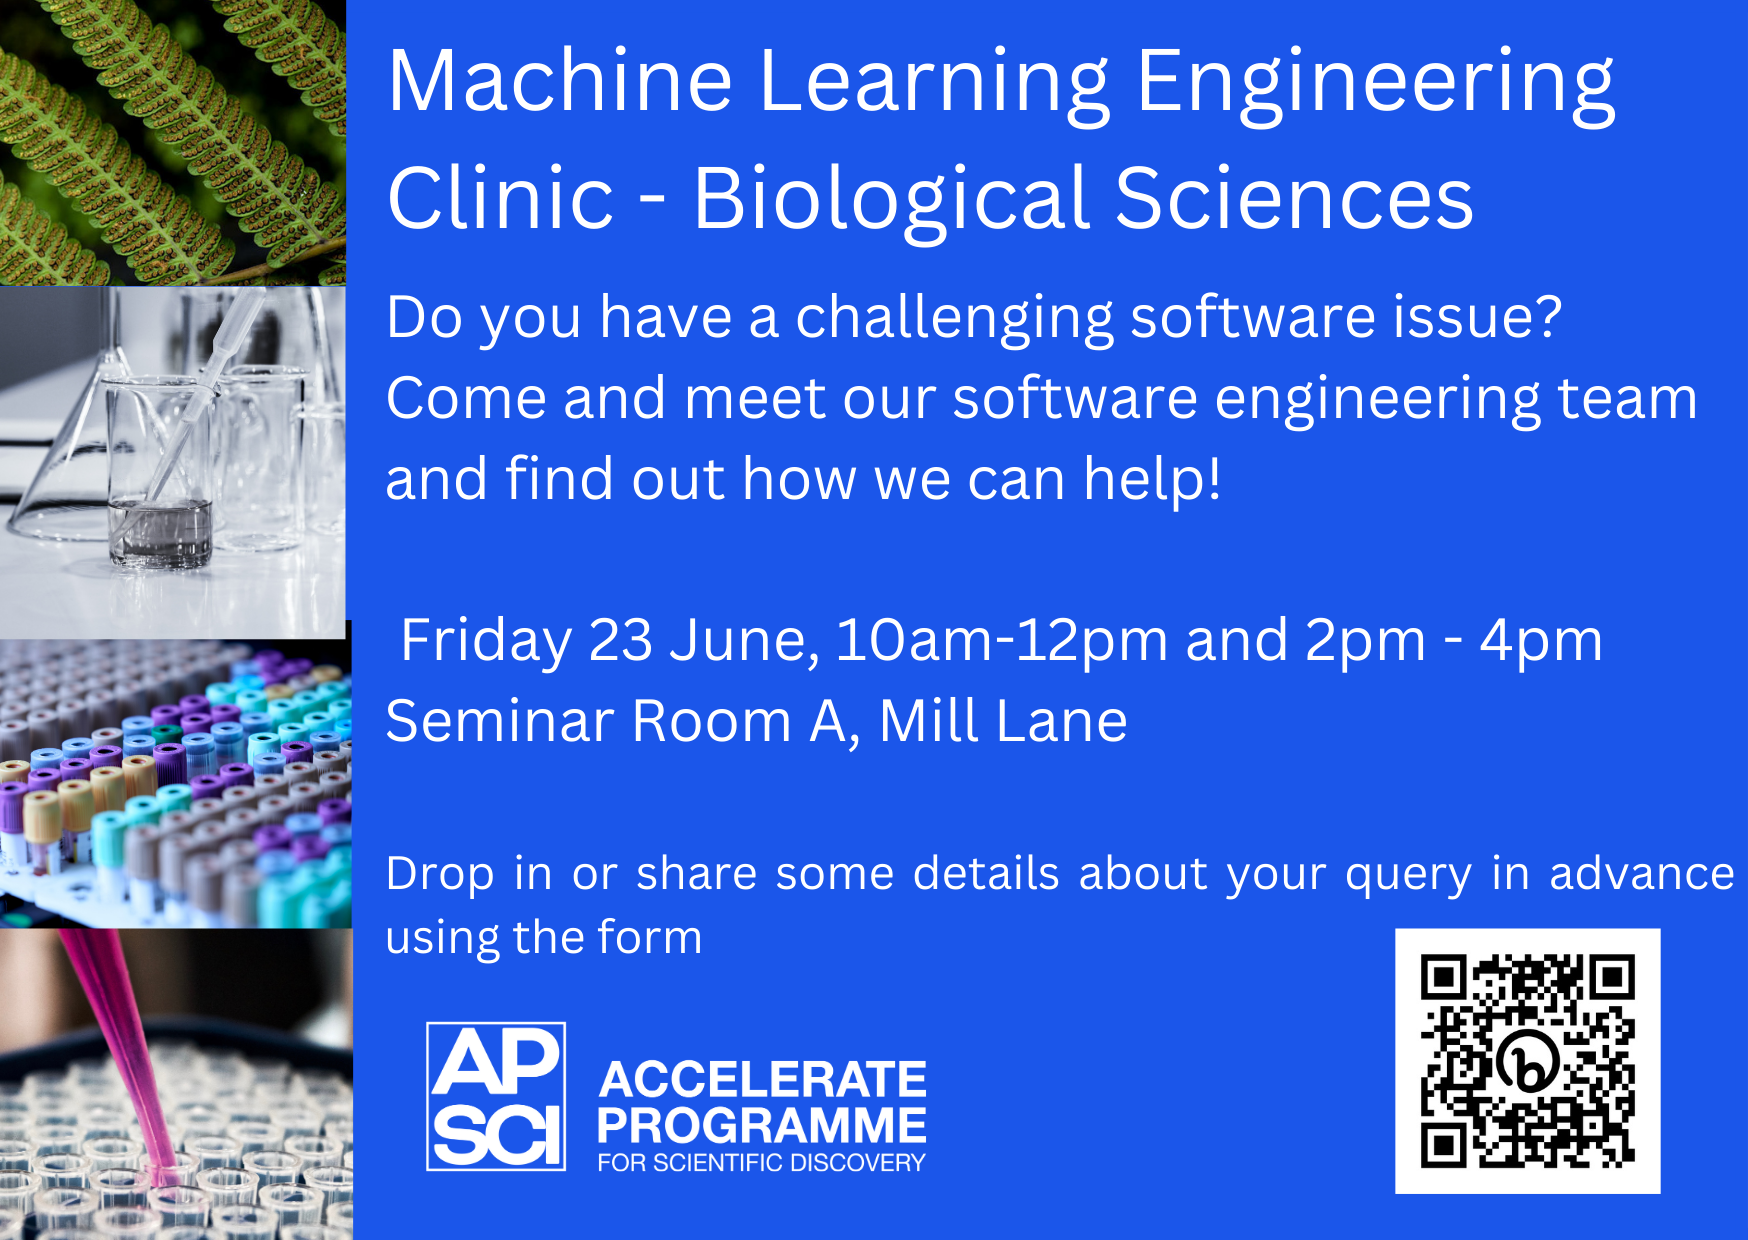 Machine Learning Engineering
Clinic - Biological Sciences
Do you have a challenging software issue?
Come and meet our software engineering team
and find out how we can help!
Friday 23 June, 10am-12pm and 2pm - 4pm
Seminar Room A, Mill Lane
Drop in or share some details about your query in advance
using the form
AP
SCI
ACCELERATE
PROGRAMME
FOR SCIENTIFIC DISCOVERY
b